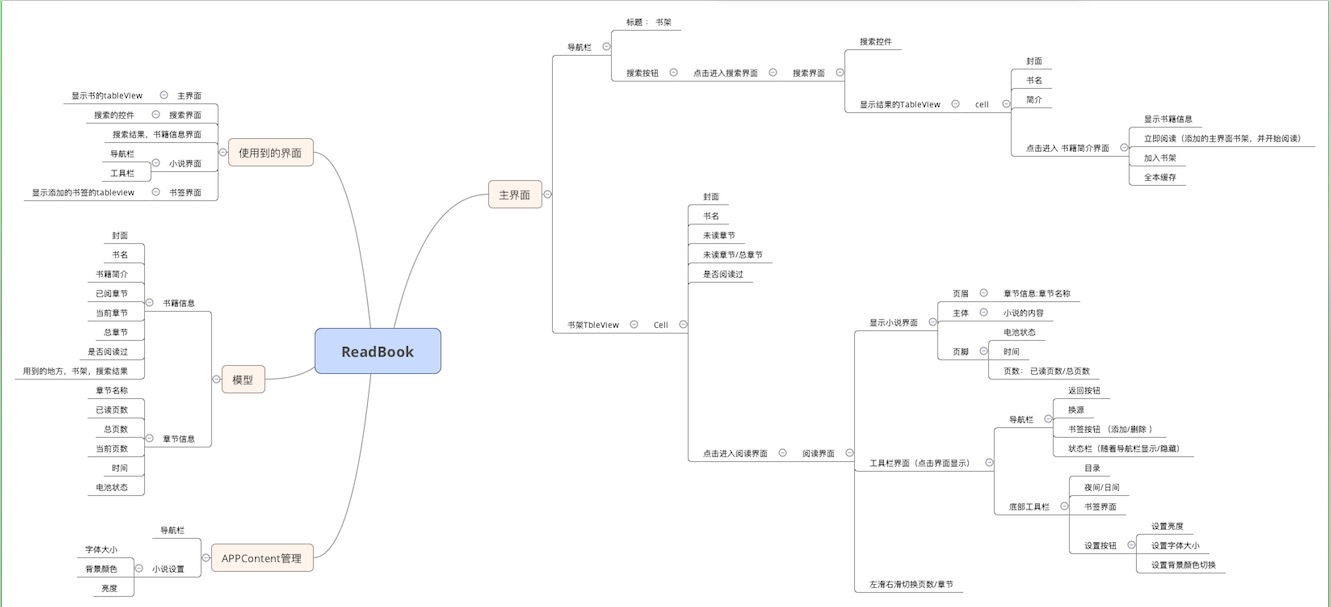 ReadBook
主界面
导航栏
标题： 书架
搜索按钮
点击进入搜索界面
搜索界面
搜索控件
显示结果的TableView
cell
封面
书名
简介
点击进入 书籍简介界面
显示书籍信息
立即阅读（添加的主界面书架，并开始阅读）
加入书架
全本缓存
书架TbleView
Cell
封面
书名
未读章节
未读章节/总章节
是否阅读过
点击进入阅读界面
阅读界面
显示小说界面
页眉
章节信息:章节名称
主体
小说的内容
页脚
电池状态
时间
页数： 已读页数/总页数
工具栏界面（点击界面显示）
导航栏
返回按钮
换源
书签按钮 （添加/删除 ）
状态栏（随着导航栏显示/隐藏）
底部工具栏
目录
夜间/日间
书签界面
设置按钮
设置亮度
设置字体大小
设置背景颜色切换
左滑右滑切换页数/章节
使用到的界面
主界面
显示书的tableView
搜索界面
搜索的控件
搜索结果，书籍信息界面
小说界面
导航栏
工具栏
书签界面
显示添加的书签的tableview
模型
书籍信息
封面
书名
书籍简介
已阅章节
当前章节
总章节
是否阅读过
用到的地方，书架，搜索结果
章节信息
章节名称
已读页数
总页数
当前页数
时间
电池状态
APPContent管理
导航栏
小说设置
字体大小
背景颜色
亮度